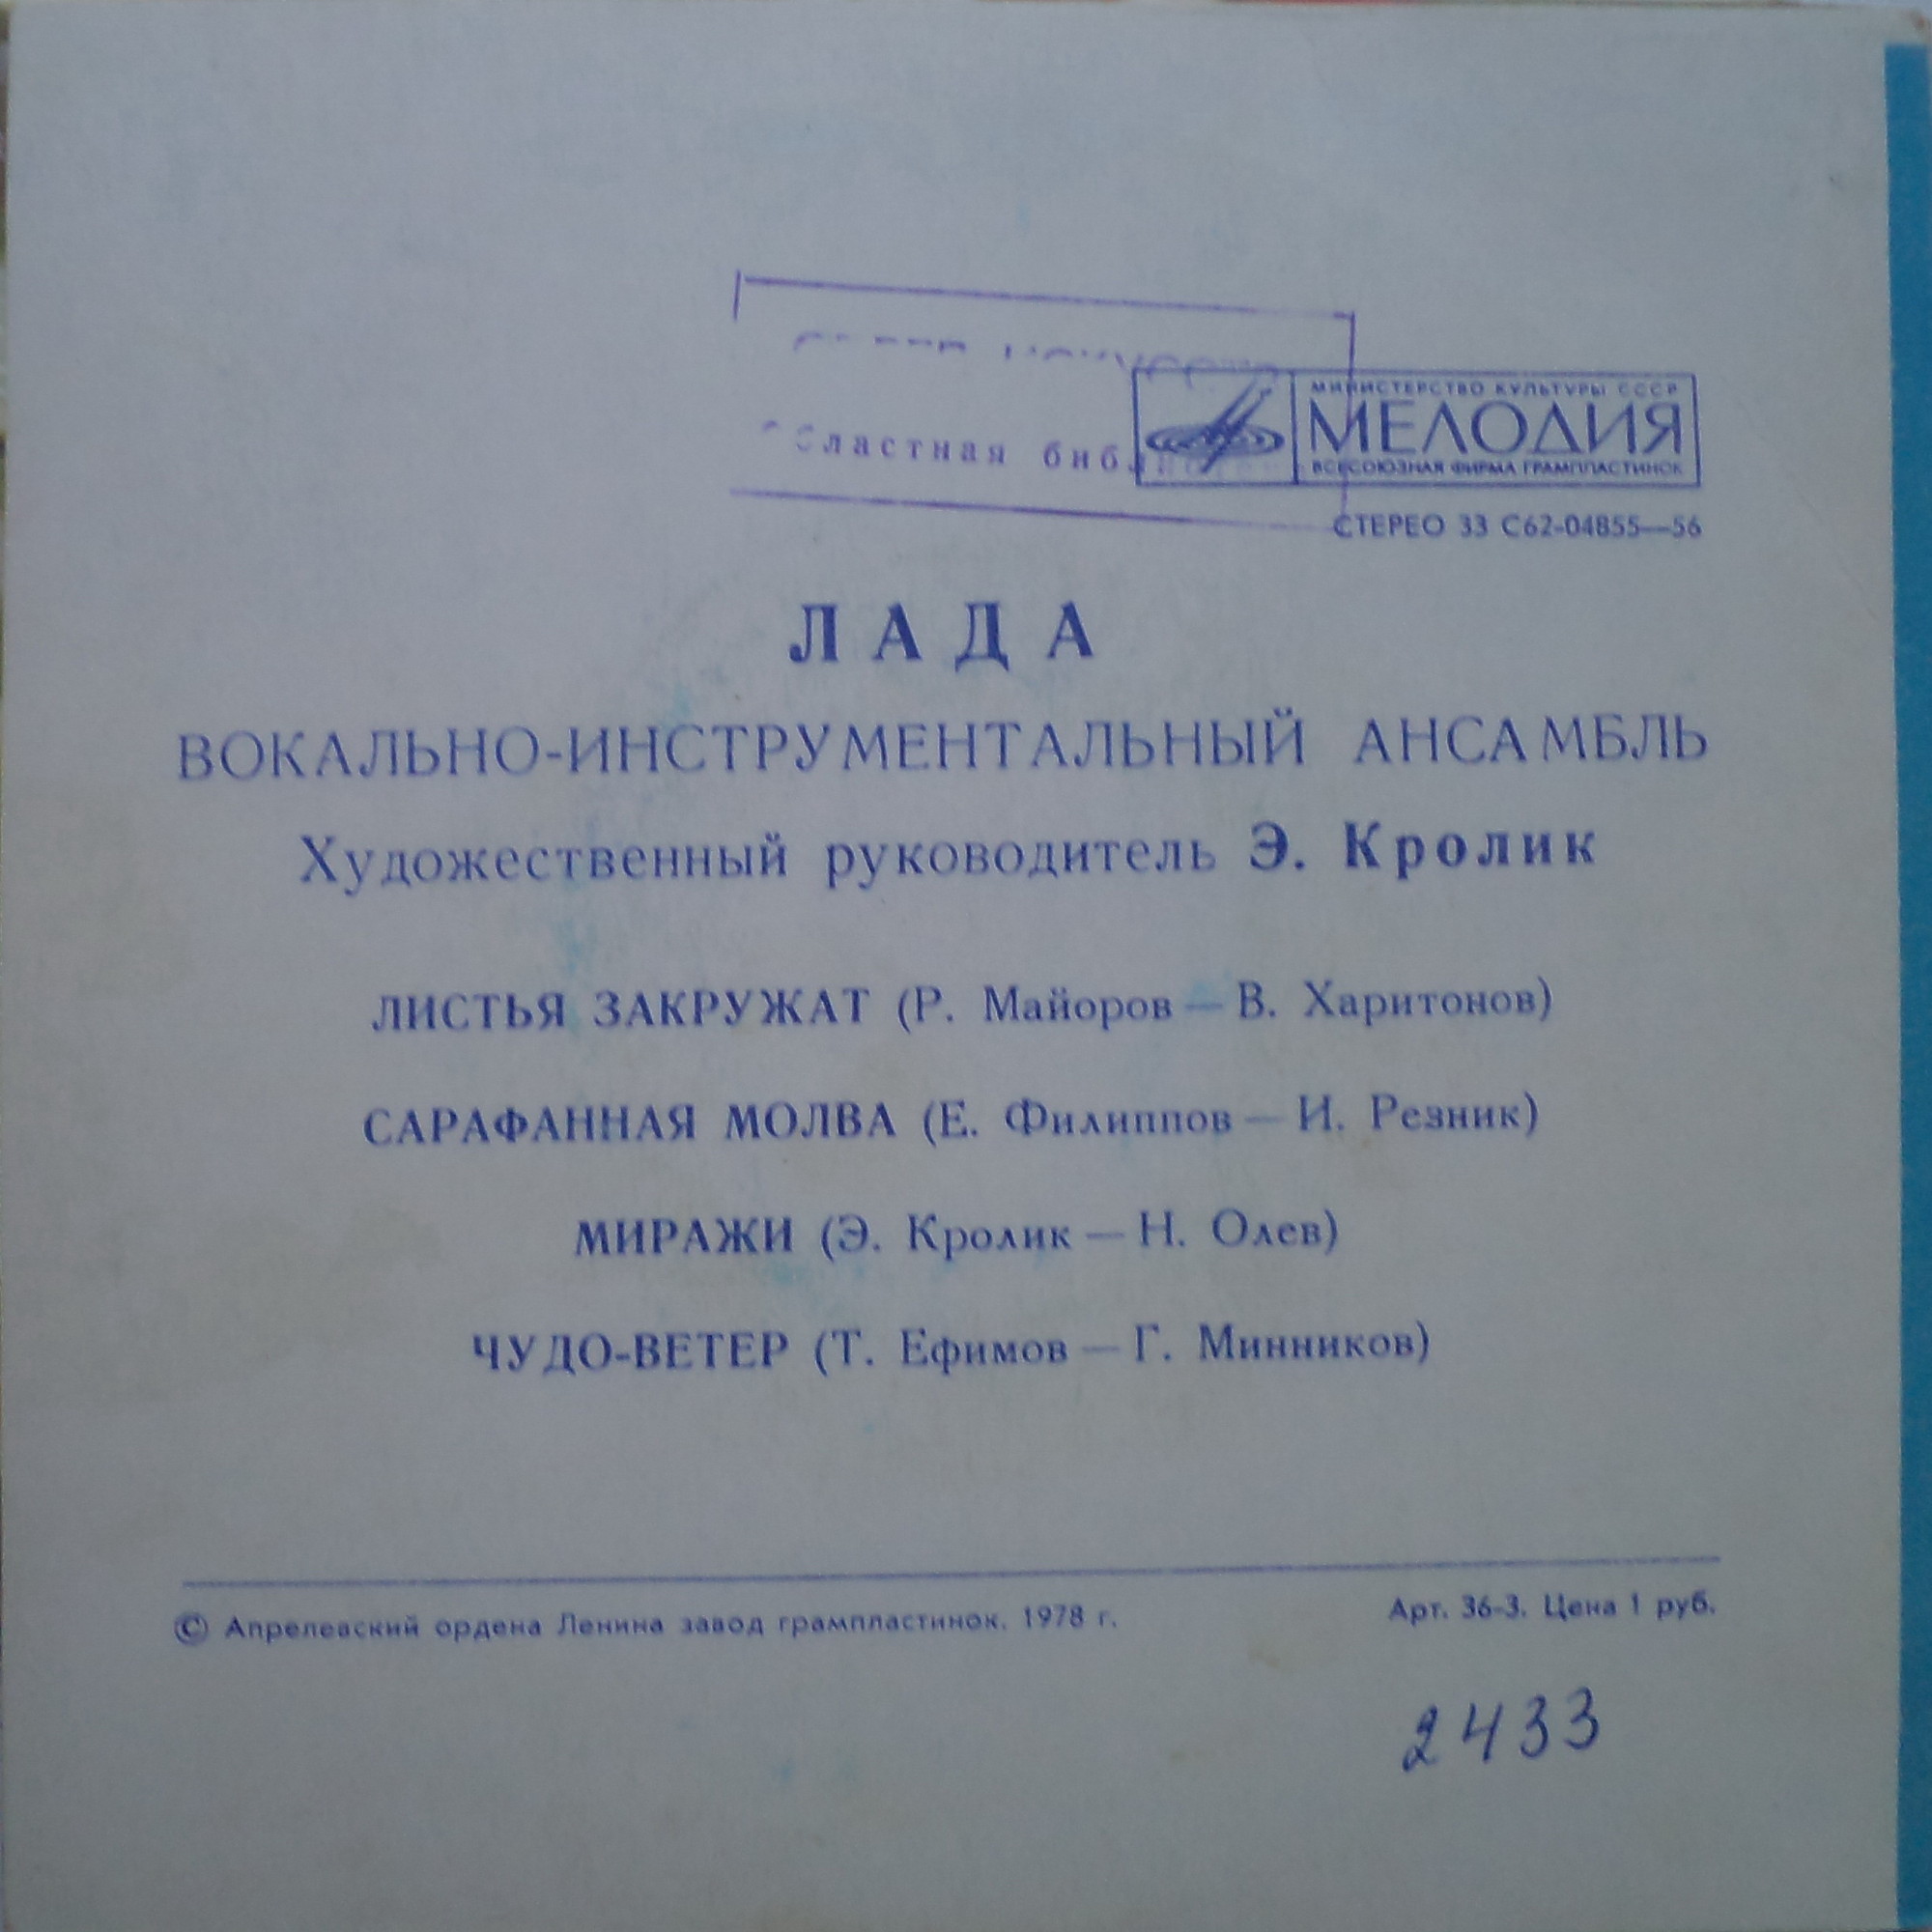 областная
МИНИСТЕРСТВО КУЛЬТУРЫ СССР
МЕЛОДИЯ
ВСЕСОЮЗНАЯ ФИРМА ГРАМПЛАСТИНОК
СТЕРЕО 33 С62-04855—56
ЛАДА
ВОКАЛЬНО-ИНСТРУМЕНТАЛЬНЫЙ АНСАМБЛЬ
Художественный руководитель Э. Кролик
ЛИСТЬЯ ЗАКРУЖАТ (Р. Майоров — В. Харитонов)
САРАФАННАЯ МОЛВА (Е. Филиппов — И. Резник)
МИРАЖИ (Э. Кролик — Н. Олев)
ЧУДО-ВЕТЕР (Т. Ефимов — Г. Минников)
© Апрелевский ордена Ленина завод грампластинок. 1978 г.
Арт. 36-3. Цена 1 руб.
2433